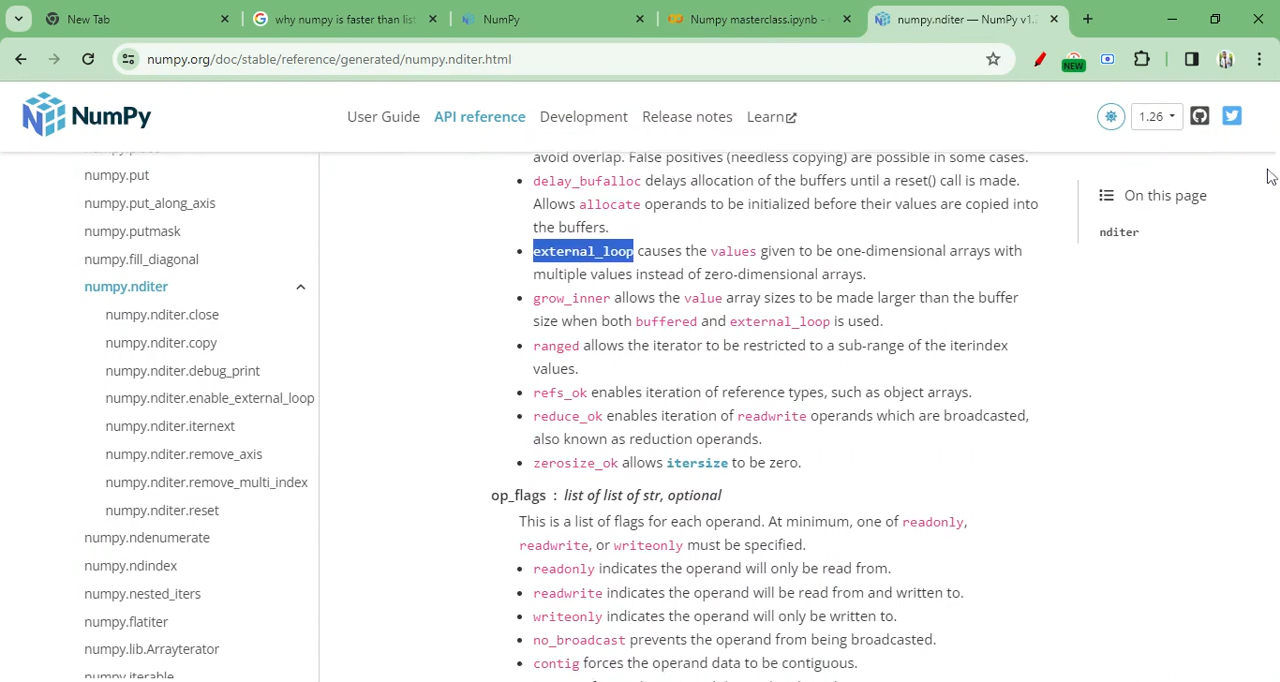 New Tab
why numpy is faster than list
NumPy
Numpy masterclass.ipynb -
numpy.nditer — NumPy v1.2
numpy.org/doc/stable/reference/generated/numpy.nditer.html
NEW
NumPy
User Guide
API reference
Development
Release notes
Learn
1.26
numpy.put
numpy.put_along_axis
numpy.putmask
numpy.fill_diagonal
numpy.nditer
numpy.nditer.close
numpy.nditer.copy
numpy.nditer.debug_print
numpy.nditer.enable_external_loop
numpy.nditer.iternext
numpy.nditer.remove_axis
numpy.nditer.remove_multi_index
numpy.nditer.reset
numpy.ndenumerate
numpy.ndindex
numpy.nested_iters
numpy.flatiter
numpy.lib.Arrayterator
numpy.iterable
avoid overlap. False positives (needless copying) are possible in some cases.
delay_bufalloc delays allocation of the buffers until a reset() call is made.
Allows allocate operands to be initialized before their values are copied into
the buffers.
external_loop causes the values given to be one-dimensional arrays with
multiple values instead of zero-dimensional arrays.
grow_inner allows the value array sizes to be made larger than the buffer
size when both buffered and external_loop is used.
ranged allows the iterator to be restricted to a sub-range of the iterindex
values.
refs_ok enables iteration of reference types, such as object arrays.
reduce_ok enables iteration of readwrite operands which are broadcasted,
also known as reduction operands.
zerosize_ok allows itersize to be zero.
op_flags : list of list of str, optional
This is a list of flags for each operand. At minimum, one of readonly,
readwrite, or writeonly must be specified.
readonly indicates the operand will only be read from.
readwrite indicates the operand will be read from and written to.
writeonly indicates the operand will only be written to.
no_broadcast prevents the operand from being broadcasted.
contig forces the operand data to be contiguous.
On this page
nditer